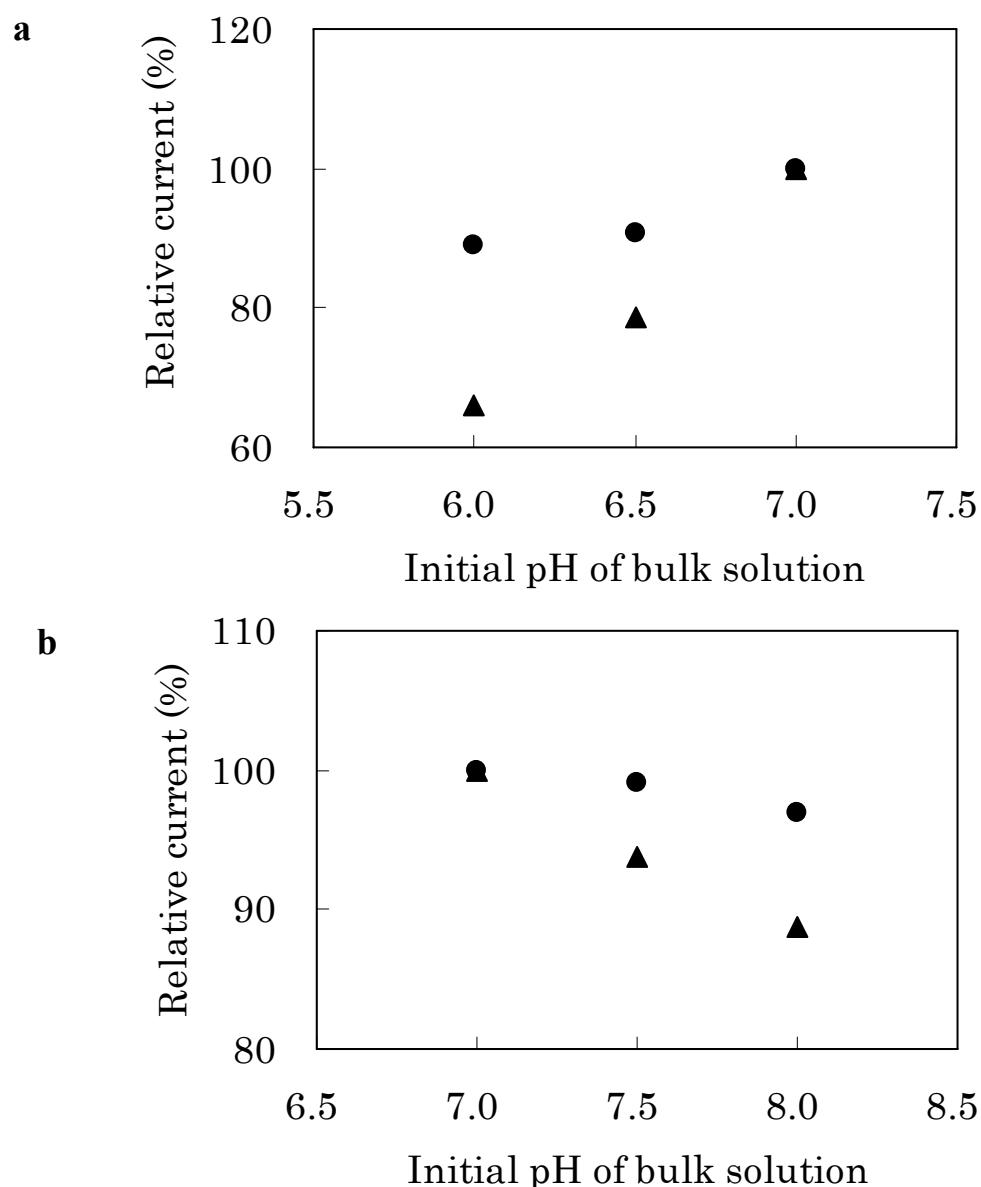 a
Relative current (%)
120
100
80
60
5.5 6.0 6.5 7.0 7.5
Initial pH of bulk solution
b
Relative current (%)
110
100
90
80
6.5 7.0 7.5 8.0 8.5
Initial pH of bulk solution